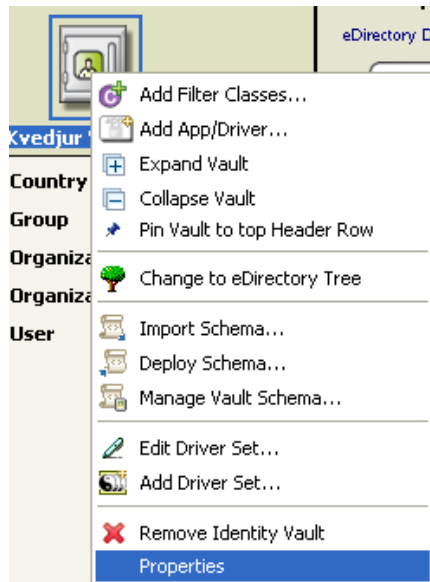 eDirectory D
Add Filter Classes...
Add App/Driver...
Kvedjur
Expand Vault
Country
Collapse Vault
Group
Pin Vault to top Header Row
Organiza
Change to eDirectory Tree
Organiza
User
Import Schema...
Deploy Schema...
Manage Vault Schema...
Edit Driver Set...
Add Driver Set...
Remove Identity Vault
Properties